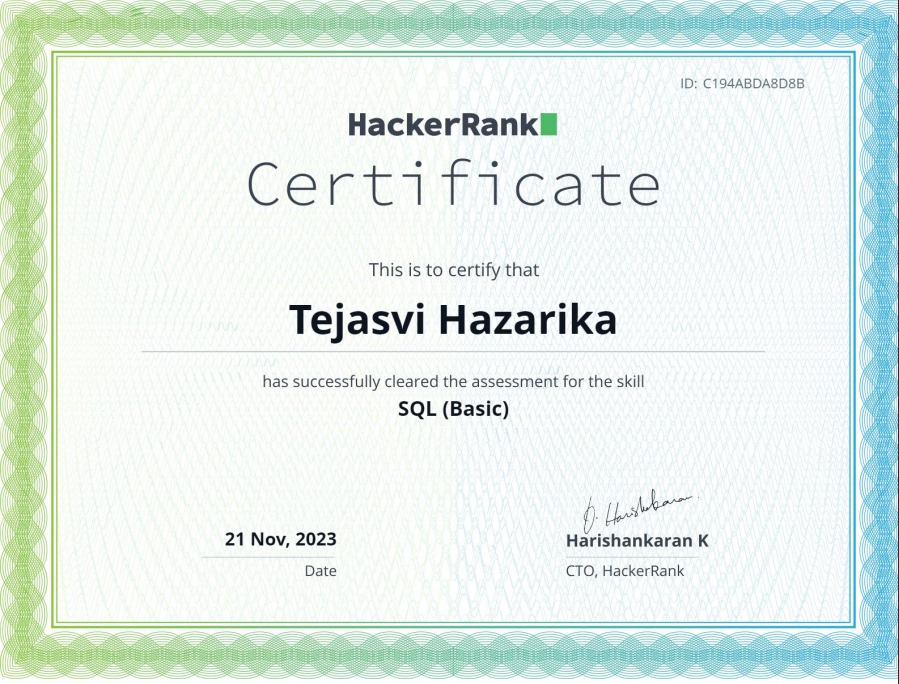 ID: C194ABDA8D8B
HackerRank
Certificate
This is to certify that
Tejasvi Hazarika
has successfully cleared the assessment for the skill
SQL (Basic)
21 Nov, 2023
Date
Harishankaran K
CTO, HackerRank